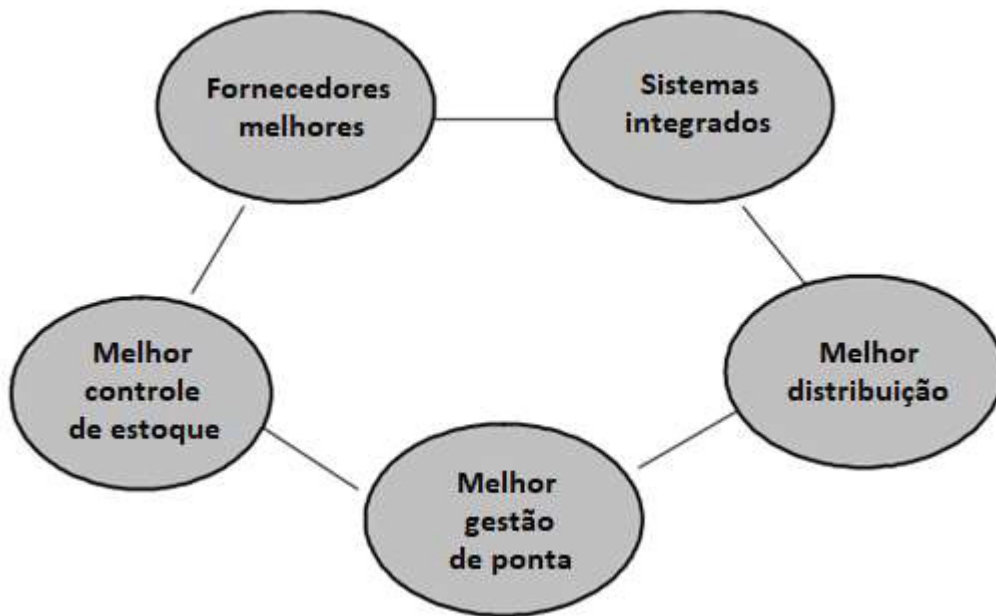 Fornecedores
melhores
Sistemas
integrados
Melhor
controle
de estoque
Melhor
distribuição
Melhor
gestão
de ponta